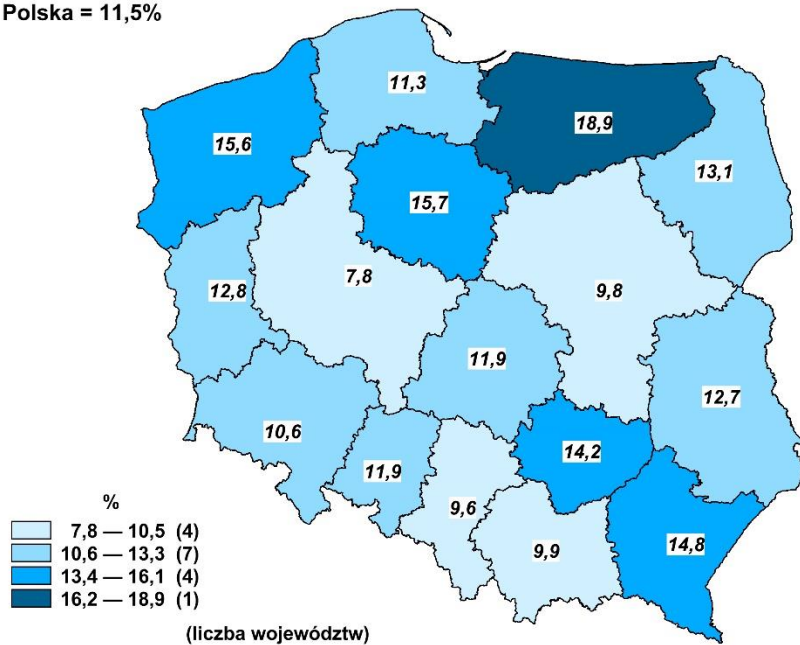 Polska = 11,5%
11,3
18,9
15,6
13,1
15,7
7,8
12,8
9,8
11,9
12,7
10,6
14,2
11,9
9,6
14,8
9,9
%
7,8 — 10,5 (4)
10,6 — 13,3 (7)
13,4 — 16,1 (4)
16,2 — 18,9 (1)
(liczba województw)